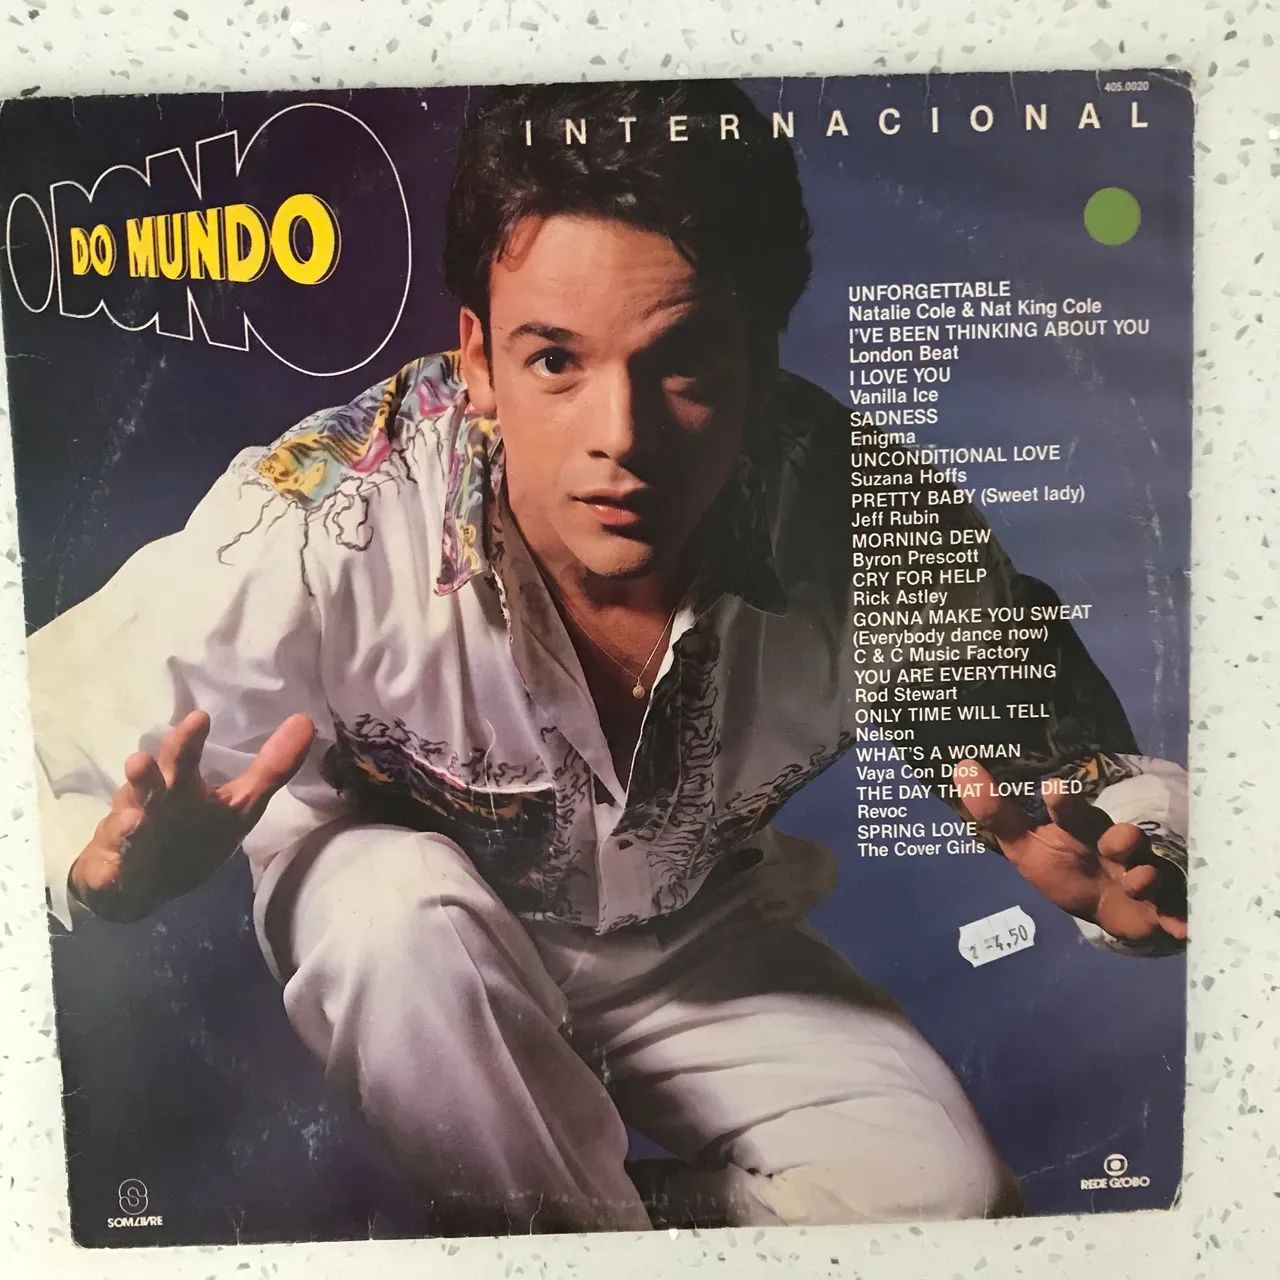 405.0020
INTERNACIONAL
O DONO
DO MUNDO
UNFORGETTABLE
Natalie Cole & Nat King Cole
I'VE BEEN THINKING ABOUT YOU
London Beat
I LOVE YOU
Vanilla Ice
SADNESS
Enigma
UNCONDITIONAL LOVE
Suzana Hoffs
PRETTY BABY (Sweet lady)
Jeff Rubin
MORNING DEW
Byron Prescott
CRY FOR HELP
Rick Astley
GONNA MAKE YOU SWEAT
(Everybody dance now)
C & C Music Factory
YOU ARE EVERYTHING
Rod Stewart
ONLY TIME WILL TELL
Nelson
WHAT'S A WOMAN
Vaya Con Dios
THE DAY THAT LOVE DIED
Revoc
SPRING LOVE
The Cover Girls
4,50
SOM LIVRE
REDE GLOBO